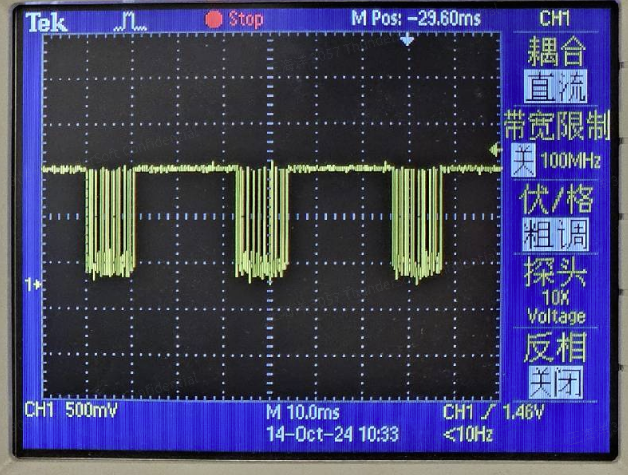 Tek Stop M Pos: -29.60ms CH1
耦合
直流
带宽限制
关 100MHz
伏/格
粗调
探头
10X
Voltage
反相
关闭
1
CH1 500mV M 10.0ms CH1 / 1.46V
14-Oct-24 10:33 <10Hz